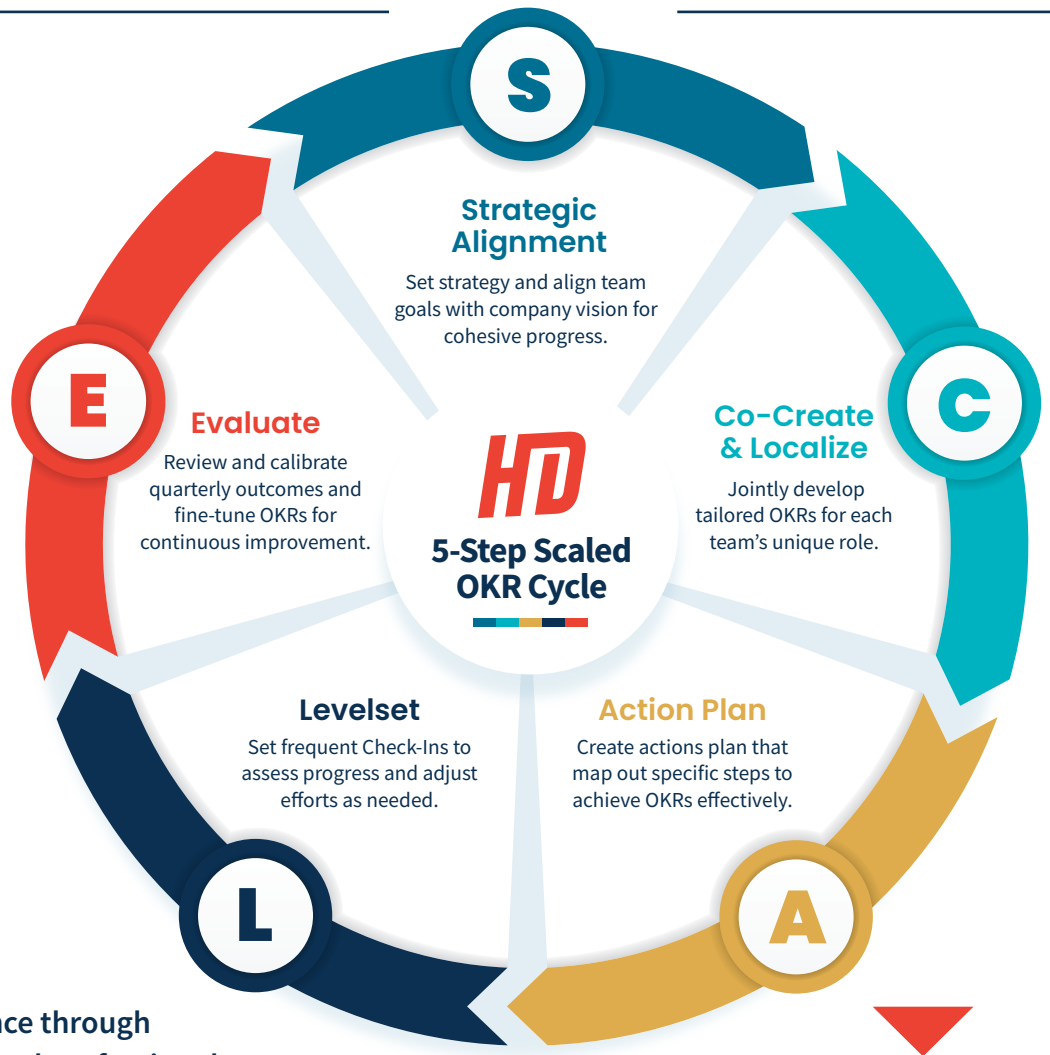 S
Strategic
Alignment
Set strategy and align team
goals with company vision for
cohesive progress.
C
Co-Create
& Localize
Jointly develop
tailored OKRs for each
team's unique role.
A
Action Plan
Create actions plan that
map out specific steps to
achieve OKRs effectively.
L
Levelset
Set frequent Check-Ins to
assess progress and adjust
efforts as needed.
E
Evaluate
Review and calibrate
quarterly outcomes and
fine-tune OKRs for
continuous improvement.
HD
5-Step Scaled
OKR Cycle
through